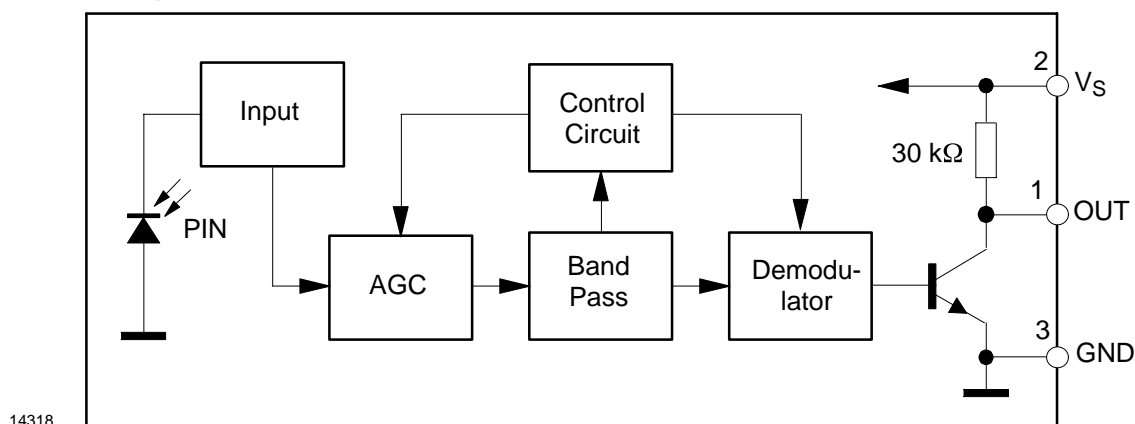 2
V_S
Input
Control
Circuit
30 kΩ
1
OUT
PIN
AGC
Band
Pass
Demodu-
lator
3
GND
14318